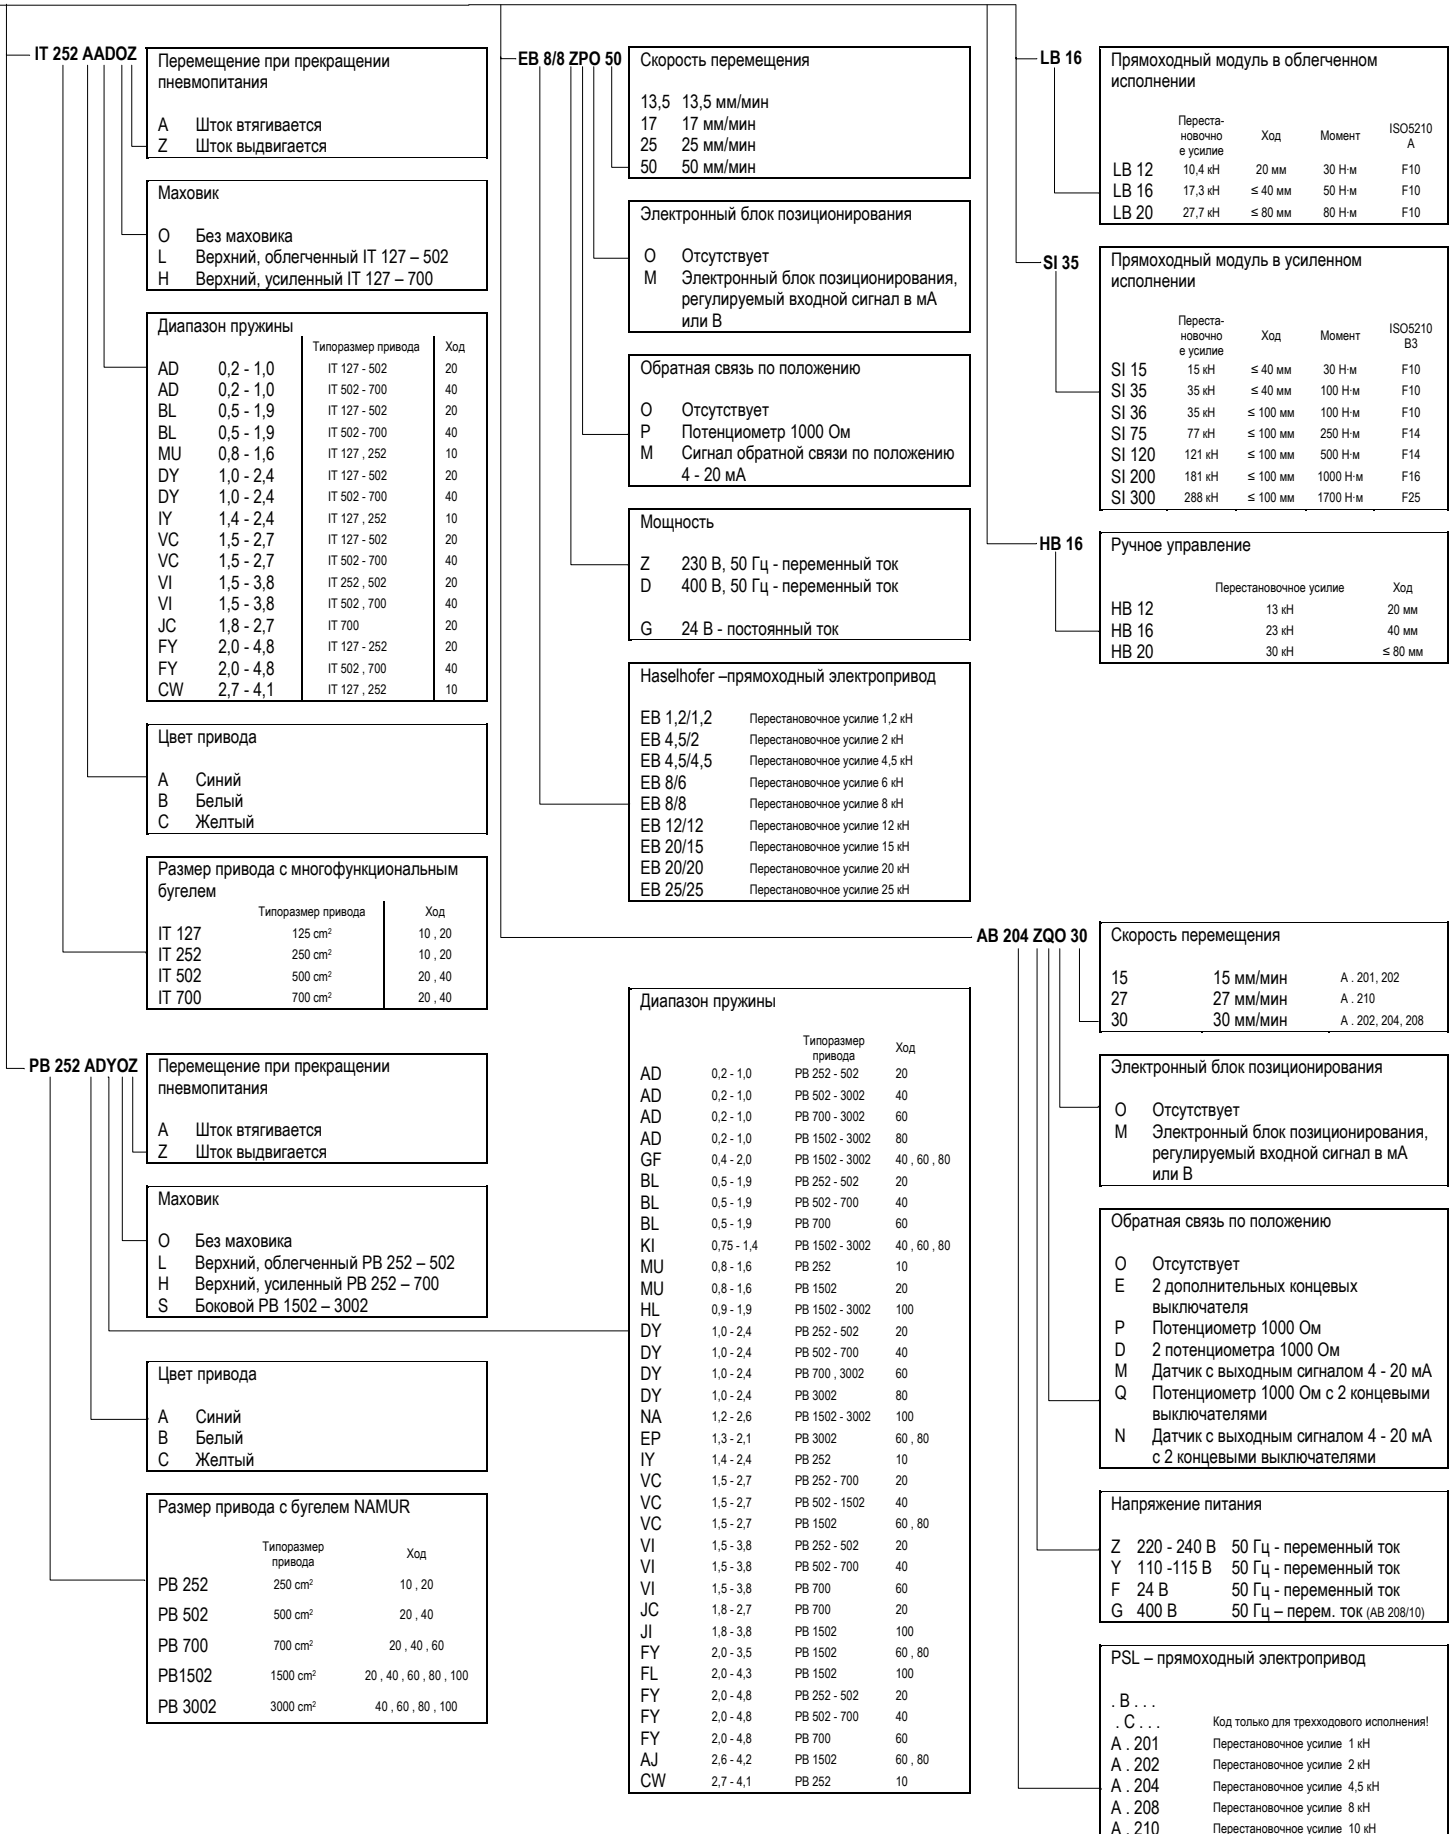 IT 252 AADOZ
Перемещение при прекращении
пневмопитания
A Шток втягивается
Z Шток выдвигается
Маховик
O Без маховика
L Верхний, облегченный IT 127 – 502
H Верхний, усиленный IT 127 – 700
Диапазон пружины
Типоразмер привода Ход
AD 0,2 - 1,0 IT 127 - 502 20
AD 0,2 - 1,0 IT 502 - 700 40
BL 0,5 - 1,9 IT 127 - 502 20
BL 0,5 - 1,9 IT 502 - 700 40
MU 0,8 - 1,6 IT 127 , 252 10
DY 1,0 - 2,4 IT 127 - 502 20
DY 1,0 - 2,4 IT 502 - 700 40
IY 1,4 - 2,4 IT 127 , 252 10
VC 1,5 - 2,7 IT 127 - 502 20
VC 1,5 - 2,7 IT 502 - 700 40
VI 1,5 - 3,8 IT 252 , 502 20
VI 1,5 - 3,8 IT 502 , 700 40
JC 1,8 - 2,7 IT 700 20
FY 2,0 - 4,8 IT 127 - 252 20
FY 2,0 - 4,8 IT 502 , 700 40
CW 2,7 - 4,1 IT 127 , 252 10
Цвет привода
A Синий
B Белый
C Желтый
Размер привода с многофункциональным
бугелем
Типоразмер привода Ход
IT 127 125 cm² 10 , 20
IT 252 250 cm² 10 , 20
IT 502 500 cm² 20 , 40
IT 700 700 cm² 20 , 40
PB 252 ADYOZ
Перемещение при прекращении
пневмопитания
A Шток втягивается
Z Шток выдвигается
Маховик
O Без маховика
L Верхний, облегченный PB 252 – 502
H Верхний, усиленный PB 252 – 700
S Боковой PB 1502 – 3002
Цвет привода
A Синий
B Белый
C Желтый
Размер привода с бугелем NAMUR
Типоразмер
привода Ход
PB 252 250 cm² 10 , 20
PB 502 500 cm² 20 , 40
PB 700 700 cm² 20 , 40 , 60
PB1502 1500 cm² 20 , 40 , 60 , 80 , 100
PB 3002 3000 cm² 40 , 60 , 80 , 100
EB 8/8 ZPO 50
Скорость перемещения
13,5 13,5 мм/мин
17 17 мм/мин
25 25 мм/мин
50 50 мм/мин
Электронный блок позиционирования
O Отсутствует
M Электронный блок позиционирования,
регулируемый входной сигнал в мА
или В
Обратная связь по положению
O Отсутствует
P Потенциометр 1000 Ом
M Сигнал обратной связи по положению
4 - 20 мА
Мощность
Z 230 В, 50 Гц - переменный ток
D 400 В, 50 Гц - переменный ток
G 24 В - постоянный ток
Haselhofer –прямоходный электропривод
EB 1,2/1,2 Перестановочное усилие 1,2 кН
EB 4,5/2 Перестановочное усилие 2 кН
EB 4,5/4,5 Перестановочное усилие 4,5 кН
EB 8/6 Перестановочное усилие 6 кН
EB 8/8 Перестановочное усилие 8 кН
EB 12/12 Перестановочное усилие 12 кН
EB 20/15 Перестановочное усилие 15 кН
EB 20/20 Перестановочное усилие 20 кН
EB 25/25 Перестановочное усилие 25 кН
Диапазон пружины
Типоразмер
привода Ход
AD 0,2 - 1,0 PB 252 - 502 20
AD 0,2 - 1,0 PB 502 - 3002 40
AD 0,2 - 1,0 PB 700 - 3002 60
AD 0,2 - 1,0 PB 1502 - 3002 80
GF 0,4 - 2,0 PB 1502 - 3002 40 , 60 , 80
BL 0,5 - 1,9 PB 252 - 502 20
BL 0,5 - 1,9 PB 502 - 700 40
BL 0,5 - 1,9 PB 700 60
KI 0,75 - 1,4 PB 1502 - 3002 40 , 60 , 80
MU 0,8 - 1,6 PB 252 10
MU 0,8 - 1,6 PB 1502 20
HL 0,9 - 1,9 PB 1502 - 3002 100
DY 1,0 - 2,4 PB 252 - 502 20
DY 1,0 - 2,4 PB 502 - 700 40
DY 1,0 - 2,4 PB 700 , 3002 60
DY 1,0 - 2,4 PB 3002 80
NA 1,2 - 2,6 PB 1502 - 3002 100
EP 1,3 - 2,1 PB 3002 60 , 80
IY 1,4 - 2,4 PB 252 10
VC 1,5 - 2,7 PB 252 - 700 20
VC 1,5 - 2,7 PB 502 - 1502 40
VC 1,5 - 2,7 PB 1502 60 , 80
VI 1,5 - 3,8 PB 252 - 502 20
VI 1,5 - 3,8 PB 502 - 700 40
VI 1,5 - 3,8 PB 700 60
JC 1,8 - 2,7 PB 700 20
JI 1,8 - 3,8 PB 1502 100
FY 2,0 - 3,5 PB 1502 60 , 80
FL 2,0 - 4,3 PB 1502 100
FY 2,0 - 4,8 PB 252 - 502 20
FY 2,0 - 4,8 PB 502 - 700 40
FY 2,0 - 4,8 PB 700 60
AJ 2,6 - 4,2 PB 1502 60 , 80
CW 2,7 - 4,1 PB 252 10
LB 16
Прямоходный модуль в облегченном
исполнении
Переста-
новочно
е усилие Ход Момент ISO5210
A
LB 12 10,4 кН 20 мм 30 Н·м F10
LB 16 17,3 кН ≤ 40 мм 50 Н·м F10
LB 20 27,7 кН ≤ 80 мм 80 Н·м F10
SI 35
Прямоходный модуль в усиленном
исполнении
Переста-
новочно
е усилие Ход Момент ISO5210
B3
SI 15 15 кН ≤ 40 мм 30 Н·м F10
SI 35 35 кН ≤ 40 мм 100 Н·м F10
SI 36 35 кН ≤ 100 мм 100 Н·м F10
SI 75 77 кН ≤ 100 мм 250 Н·м F14
SI 120 121 кН ≤ 100 мм 500 Н·м F14
SI 200 181 кН ≤ 100 мм 1000 Н·м F16
SI 300 288 кН ≤ 100 мм 1700 Н·м F25
HB 16
Ручное управление
Перестановочное усилие Ход
HB 12 13 кН 20 мм
HB 16 23 кН 40 мм
HB 20 30 кН ≤ 80 мм
AB 204 ZQO 30
Скорость перемещения
15 15 мм/мин A . 201, 202
27 27 мм/мин A . 210
30 30 мм/мин A . 202, 204, 208
Электронный блок позиционирования
O Отсутствует
M Электронный блок позиционирования,
регулируемый входной сигнал в мА
или В
Обратная связь по положению
O Отсутствует
E 2 дополнительных концевых
выключателя
P Потенциометр 1000 Ом
D 2 потенциометра 1000 Ом
M Датчик с выходным сигналом 4 - 20 мА
Q Потенциометр 1000 Ом с 2 концевыми
выключателями
N Датчик с выходным сигналом 4 - 20 мА
с 2 концевыми выключателями
Напряжение питания
Z 220 - 240 В 50 Гц - переменный ток
Y 110 -115 В 50 Гц - переменный ток
F 24 В 50 Гц - переменный ток
G 400 В 50 Гц – перем. ток (AB 208/10)
PSL – прямоходный электропривод
. B . . .
. C . . . Код только для трехходового исполнения!
A . 201 Перестановочное усилие 1 кН
A . 202 Перестановочное усилие 2 кН
A . 204 Перестановочное усилие 4,5 кН
A . 208 Перестановочное усилие 8 кН
A . 210 Перестановочное усилие 10 кН